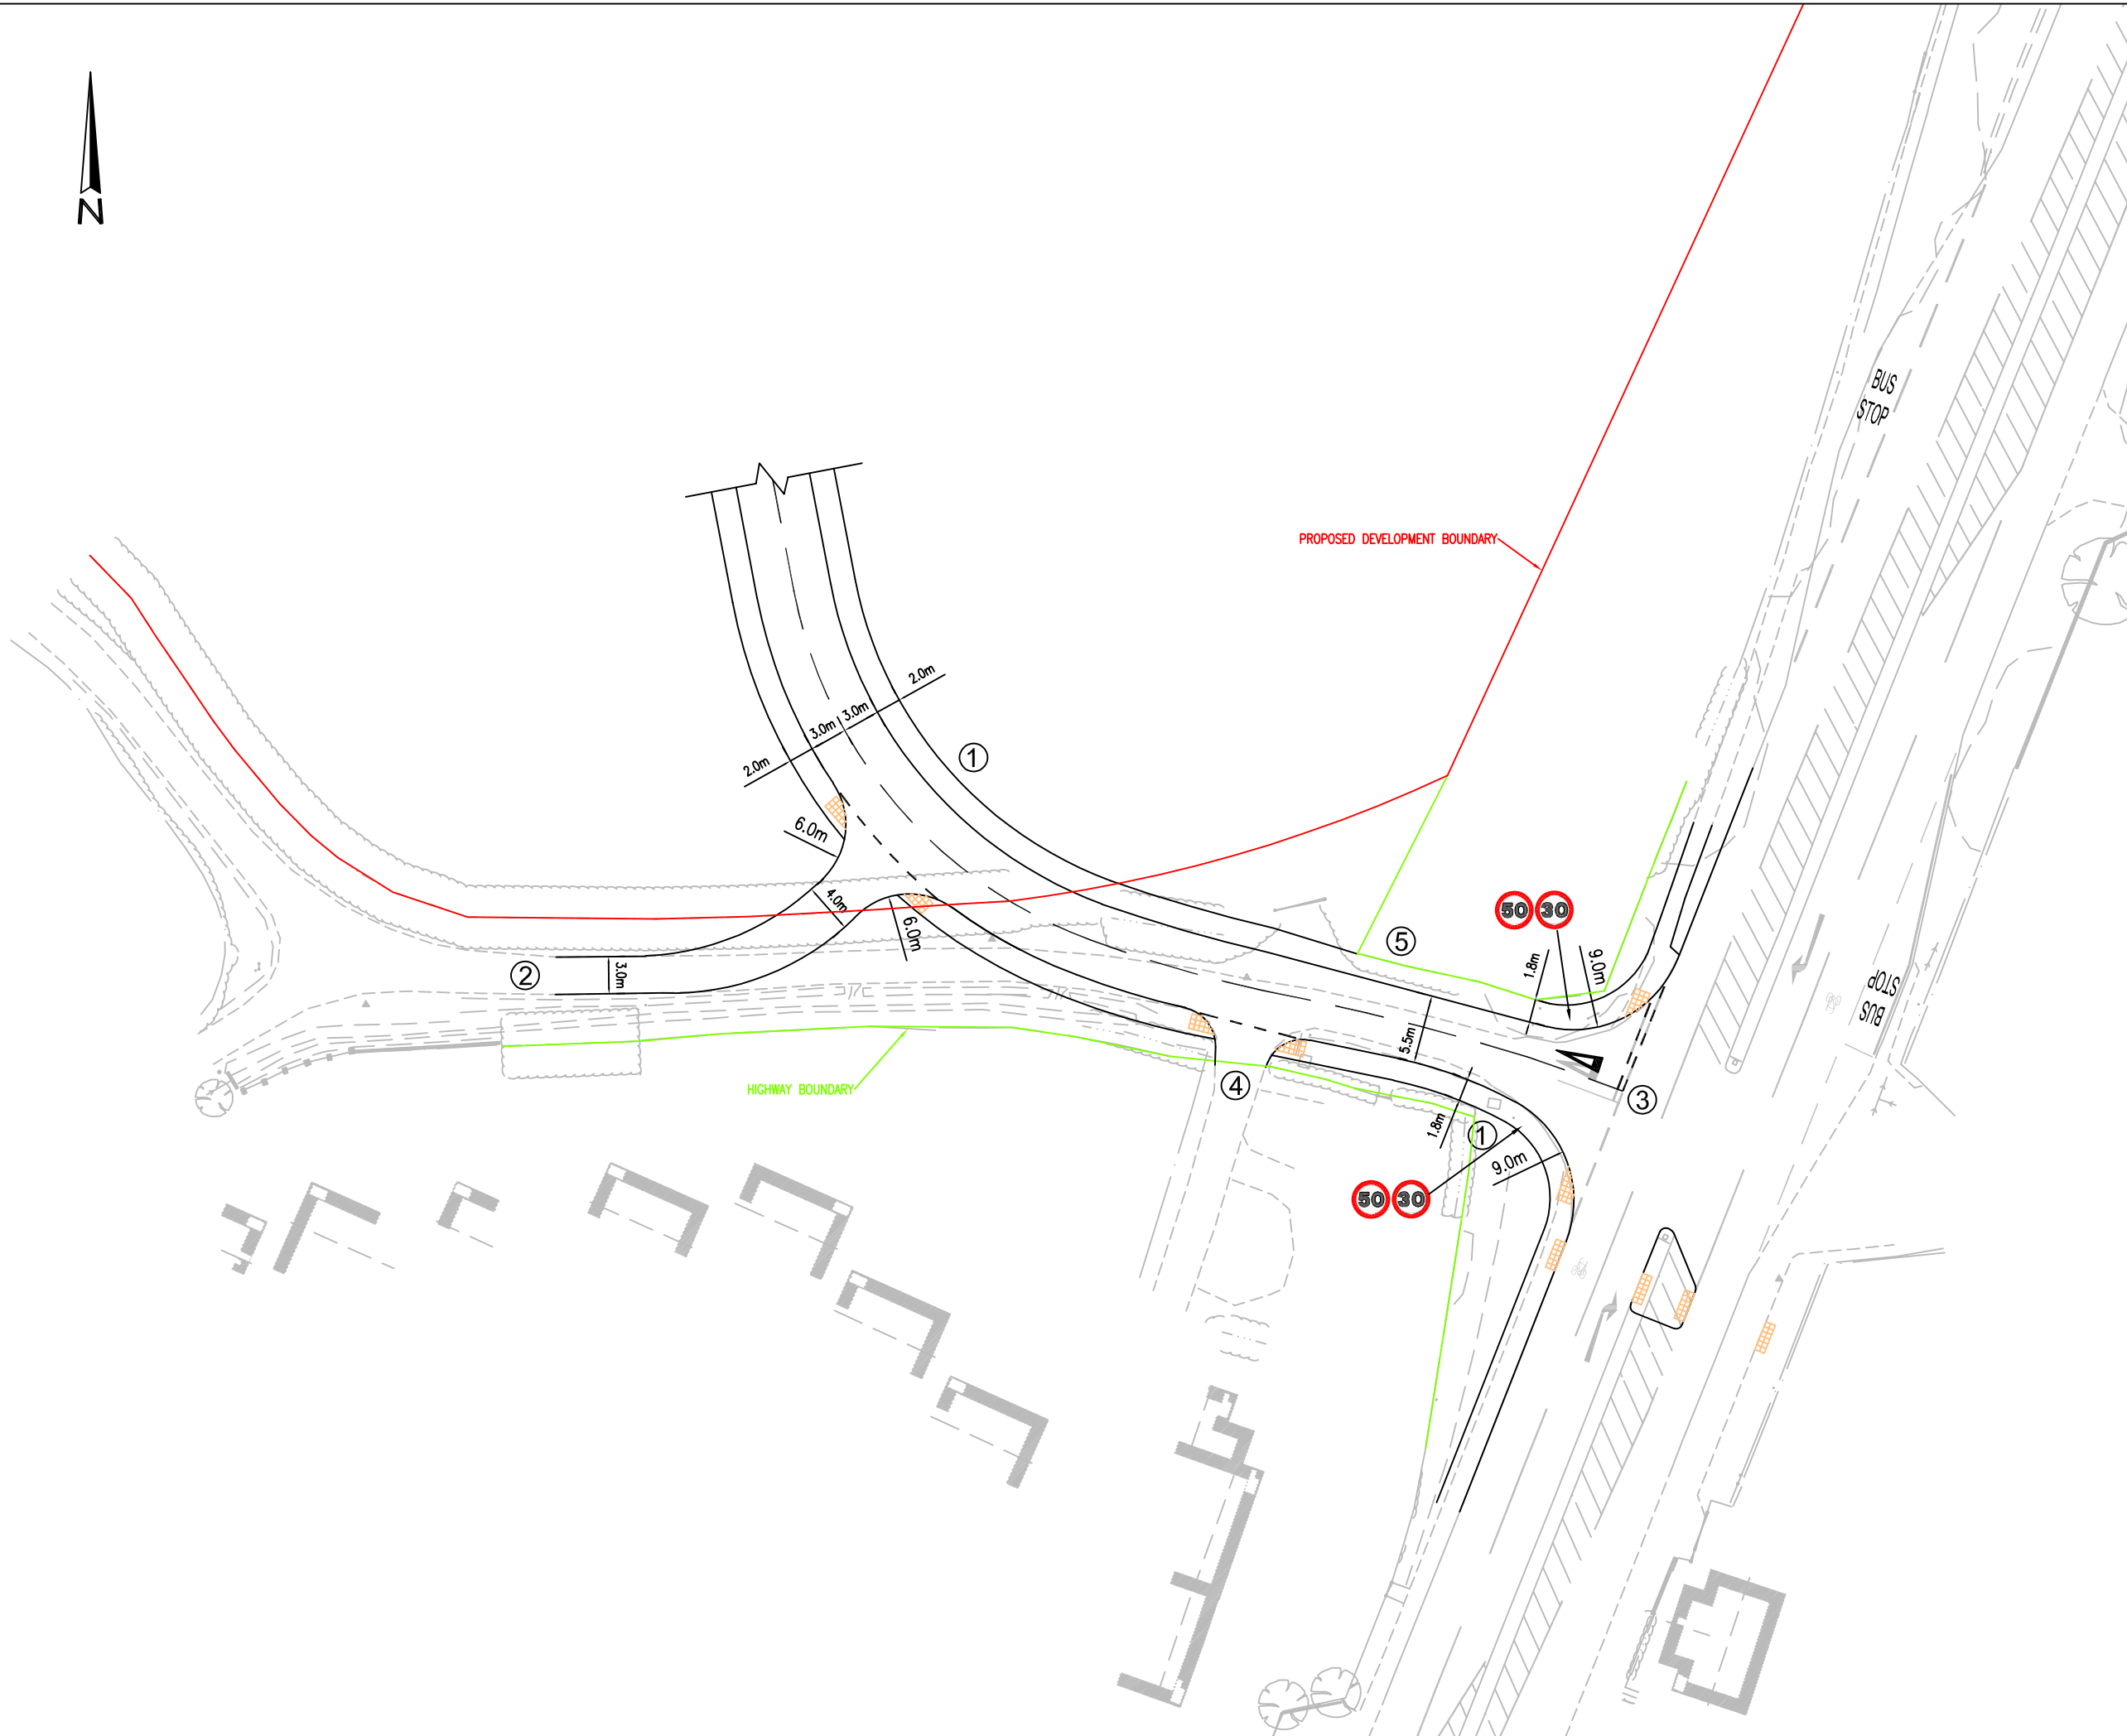 N
BUS
STOP
PROPOSED DEVELOPMENT BOUNDARY
2.0m
3.0m
3.0m
2.0m
1
6.0m
4.0m
6.0m
2
3.0m
50 30
5
1.8m
9.0m
BUS
STOP
5.5m
3
4
HIGHWAY BOUNDARY
1.8m
1
9.0m
50 30